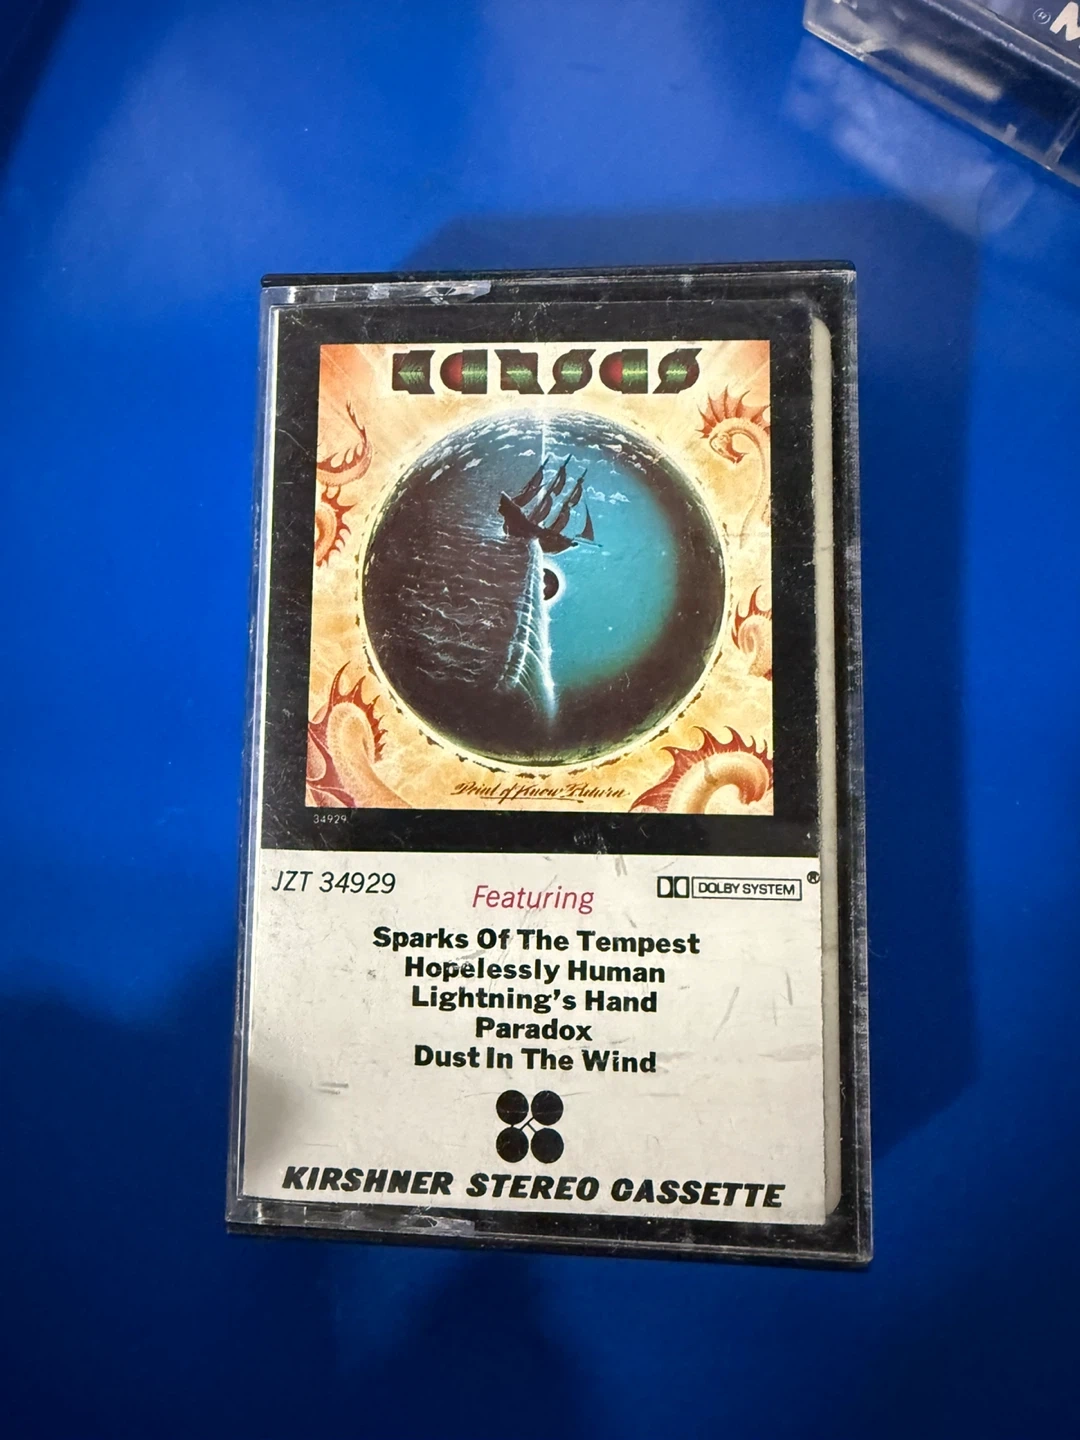 M
KANSAS
Point of Know Return
34929
JZT 34929
Featuring
DOLBY SYSTEM ®
Sparks Of The Tempest
Hopelessly Human
Lightning's Hand
Paradox
Dust In The Wind
KIRSHNER STEREO CASSETTE